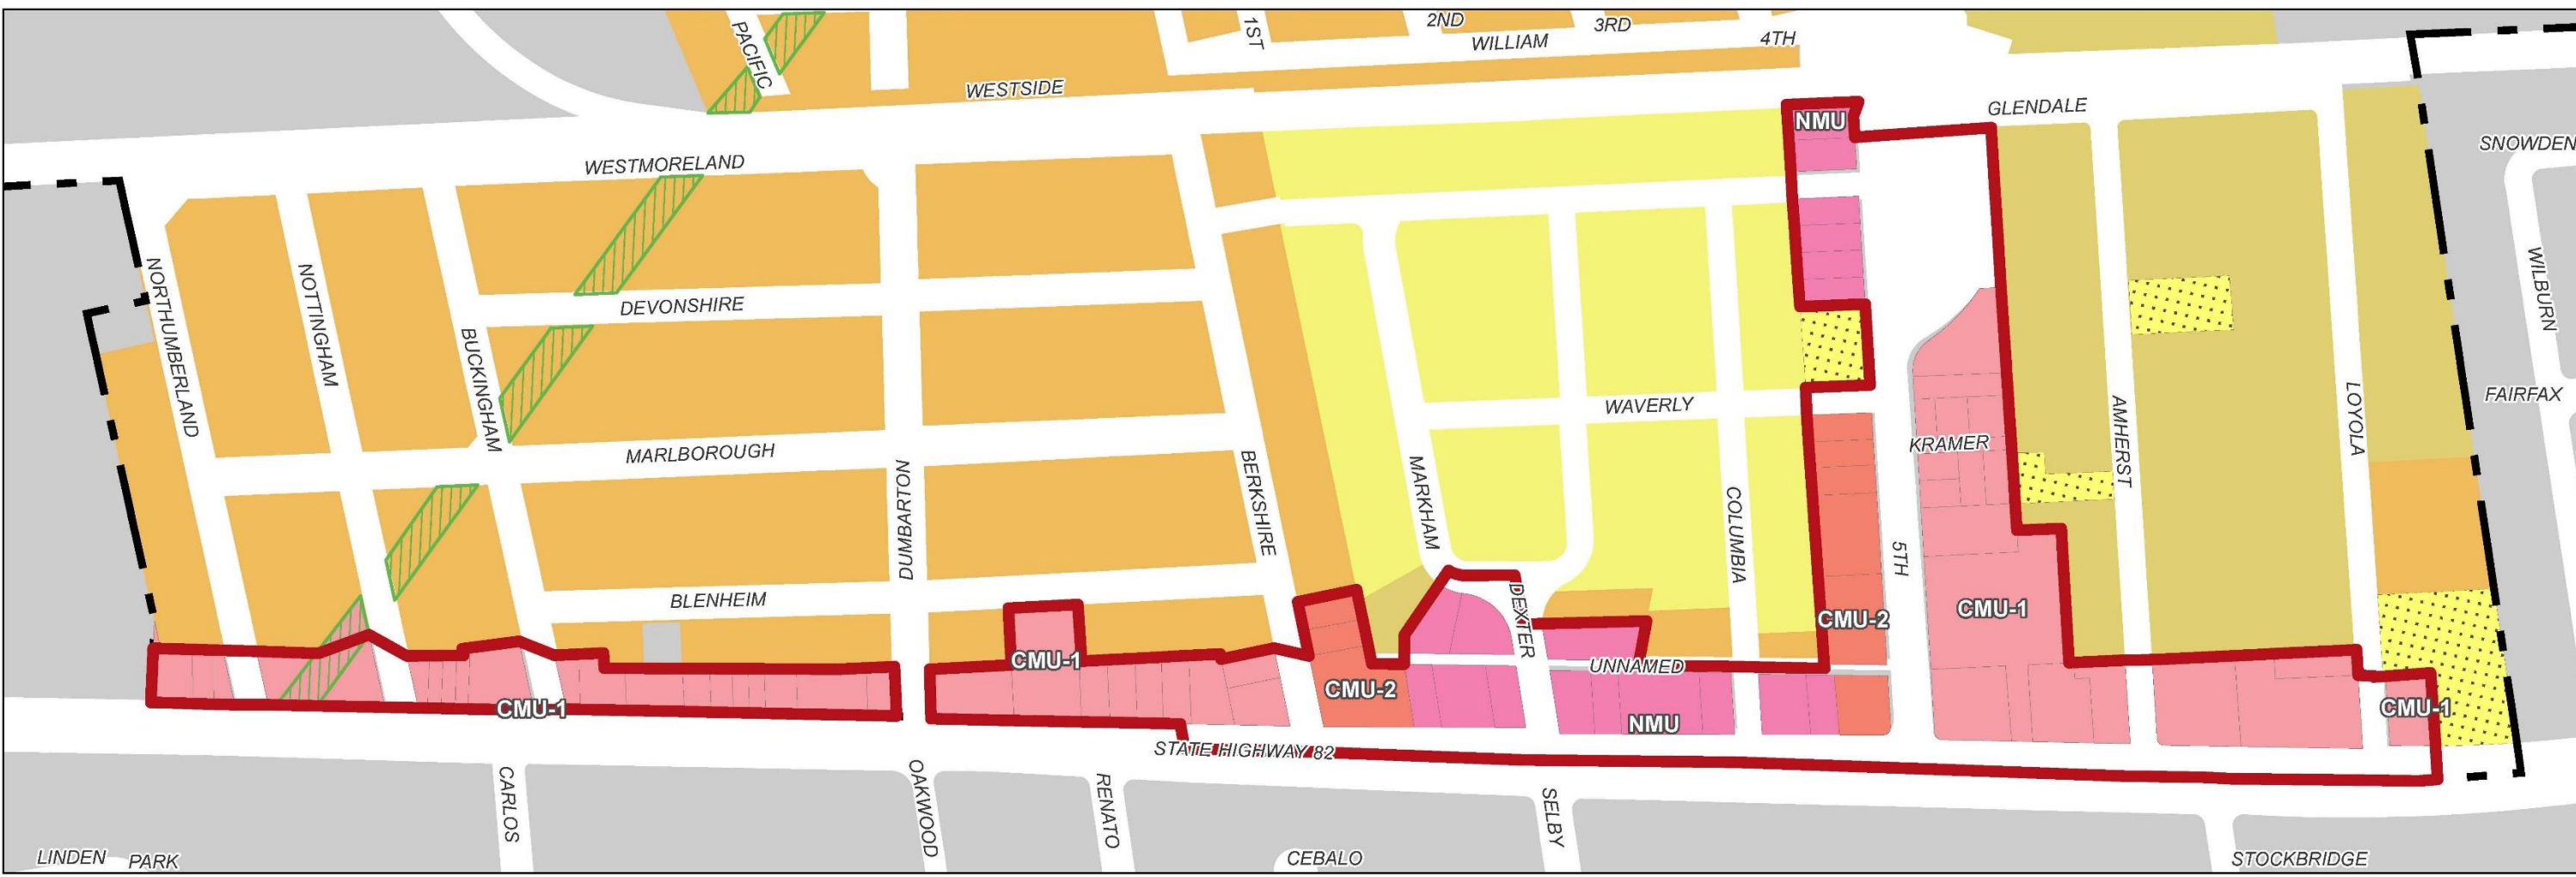 PACIFIC
1ST
2ND
3RD
WILLIAM
4TH
WESTSIDE
GLENDALE
NMU
SNOWDEN
WESTMORELAND
NORTHUMBERLAND
NOTTINGHAM
DEVONSHIRE
BUCKINGHAM
WILBURN
FAIRFAX
WAVERLY
LOYOLA
AMHERST
KRAMER
MARLBOROUGH
DUMBARTON
BERKSHIRE
MARKHAM
COLUMBIA
5TH
BLENHEIM
DEXTER
CMU-2
CMU-1
CMU-1
UNNAMED
CMU-2
CMU-1
NMU
CMU-1
STATE HIGHWAY 82
CARLOS
OAKWOOD
RENATO
SELBY
LINDEN
PARK
CEBALO
STOCKBRIDGE